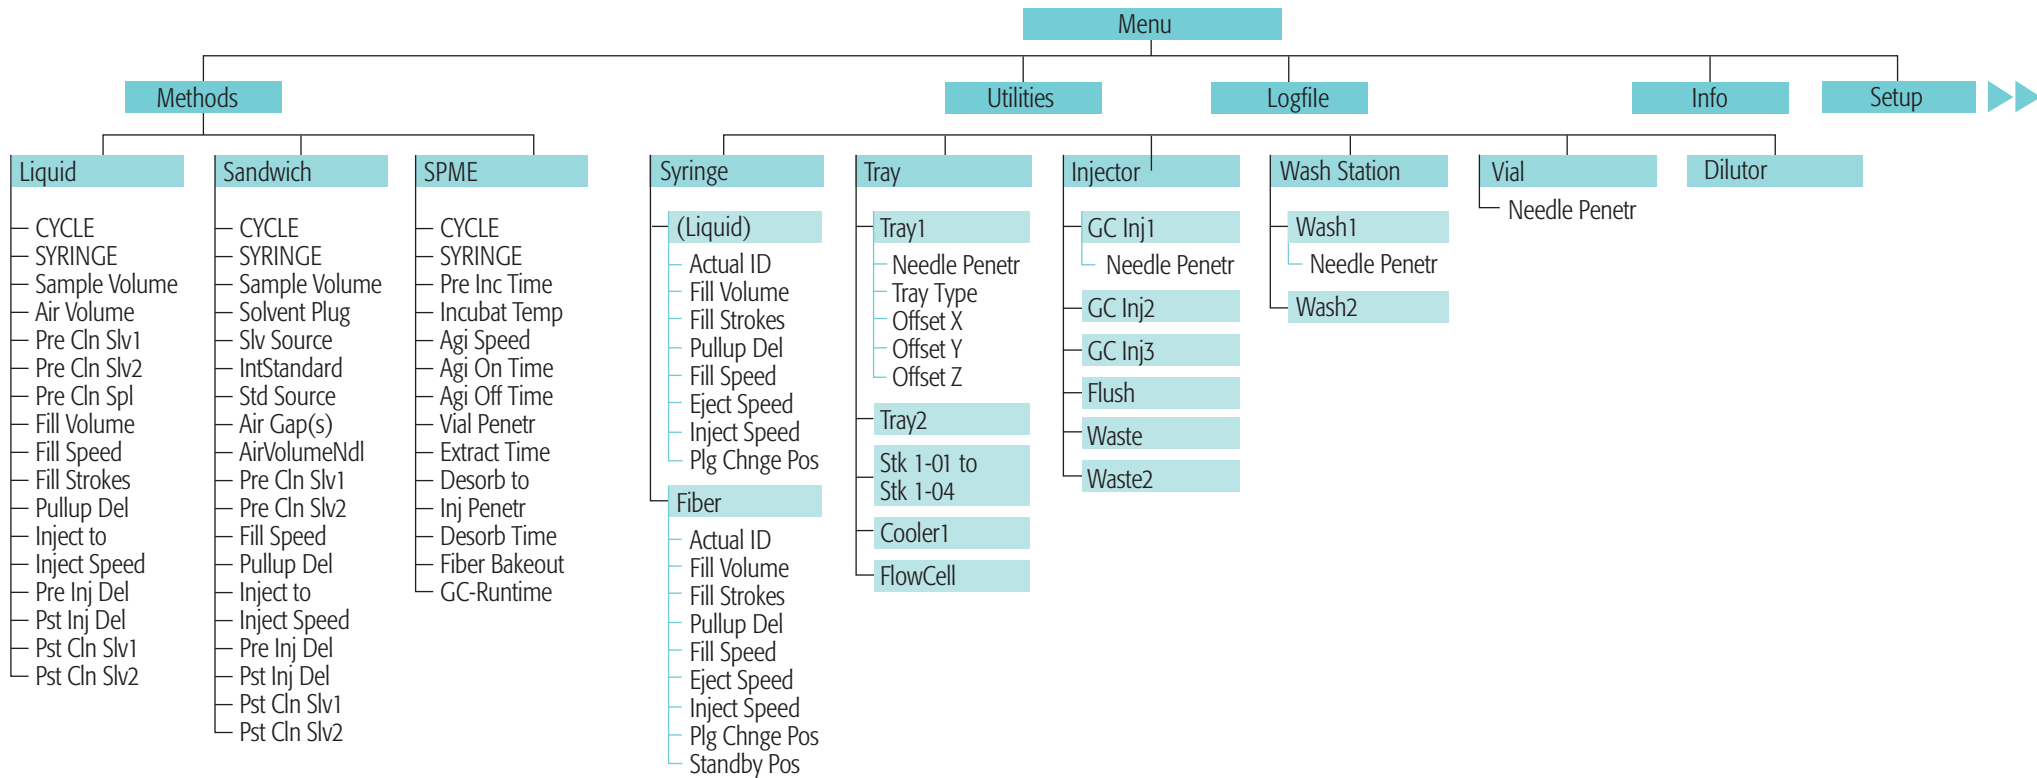 Menu
Methods
Utilities
Logfile
Info
Setup
Liquid
CYCLE
SYRINGE
Sample Volume
Air Volume
Pre Cln Slv1
Pre Cln Slv2
Pre Cln Spl
Fill Volume
Fill Speed
Fill Strokes
Pullup Del
Inject to
Inject Speed
Pre Inj Del
Pst Inj Del
Pst Cln Slv1
Pst Cln Slv2
Sandwich
CYCLE
SYRINGE
Sample Volume
Solvent Plug
Slv Source
IntStandard
Std Source
Air Gap(s)
AirVolumeNdl
Pre Cln Slv1
Pre Cln Slv2
Fill Speed
Pullup Del
Inject to
Inject Speed
Pre Inj Del
Pst Inj Del
Pst Cln Slv1
Pst Cln Slv2
SPME
CYCLE
SYRINGE
Pre Inc Time
Incubat Temp
Agi Speed
Agi On Time
Agi Off Time
Vial Penetr
Extract Time
Desorb to
Inj Penetr
Desorb Time
Fiber Bakeout
GC-Runtime
Syringe
(Liquid)
Actual ID
Fill Volume
Fill Strokes
Pullup Del
Fill Speed
Eject Speed
Inject Speed
Plg Chnge Pos
Fiber
Actual ID
Fill Volume
Fill Strokes
Pullup Del
Fill Speed
Eject Speed
Inject Speed
Plg Chnge Pos
Standby Pos
Tray
Tray1
Needle Penetr
Tray Type
Offset X
Offset Y
Offset Z
Tray2
Stk 1-01 to
Stk 1-04
Cooler1
FlowCell
Injector
GC Inj1
Needle Penetr
GC Inj2
GC Inj3
Flush
Waste
Waste2
Wash Station
Wash1
Needle Penetr
Wash2
Vial
Needle Penetr
Dilutor